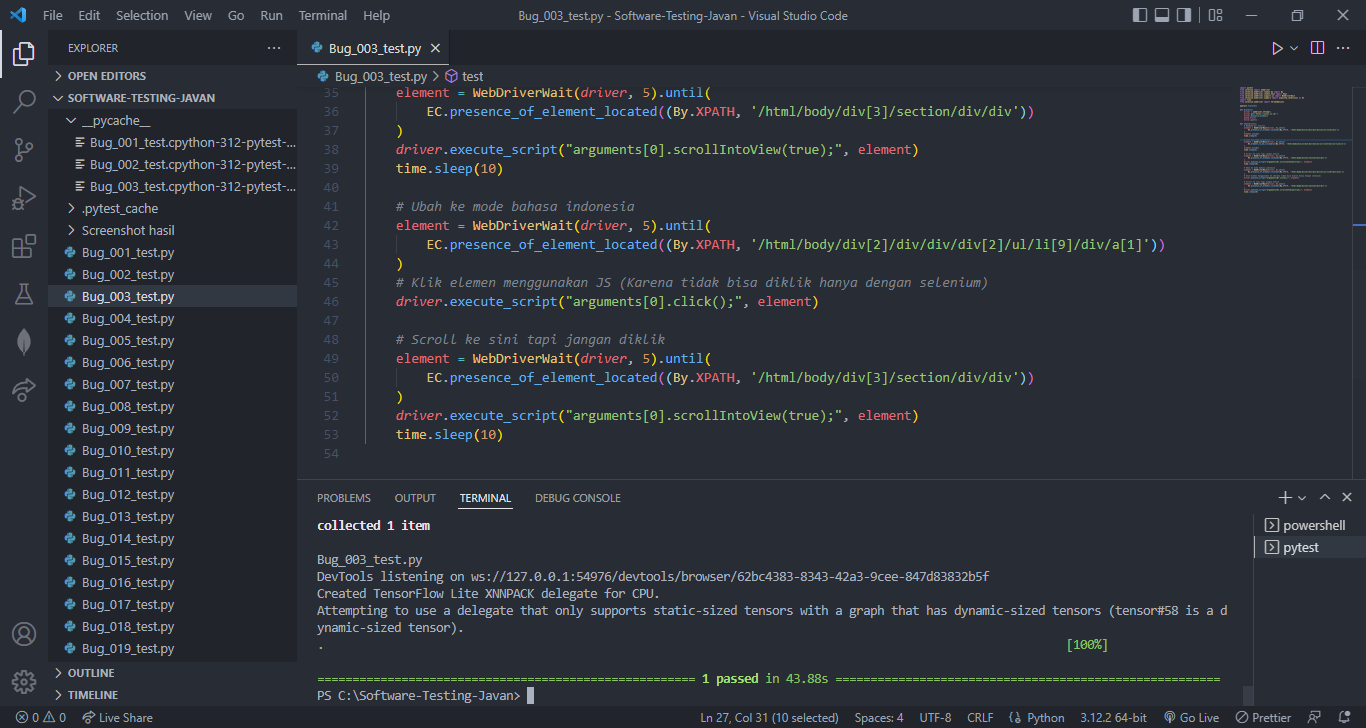 File Edit Selection View Go Run Terminal Help Bug_003_test.py - Software-Testing-Javan - Visual Studio Code
EXPLORER ···
OPEN EDITORS
SOFTWARE-TESTING-JAVAN
__pycache__
Bug_001_test.cpython-312-pytest-...
Bug_002_test.cpython-312-pytest-...
Bug_003_test.cpython-312-pytest-...
.pytest_cache
Screenshot hasil
Bug_001_test.py
Bug_002_test.py
Bug_003_test.py
Bug_004_test.py
Bug_005_test.py
Bug_006_test.py
Bug_007_test.py
Bug_008_test.py
Bug_009_test.py
Bug_010_test.py
Bug_011_test.py
Bug_012_test.py
Bug_013_test.py
Bug_014_test.py
Bug_015_test.py
Bug_016_test.py
Bug_017_test.py
Bug_018_test.py
Bug_019_test.py
OUTLINE
TIMELINE
Bug_003_test.py
Bug_003_test.py > test
35 element = WebDriverWait(driver, 5).until(
36 EC.presence_of_element_located((By.XPATH, '/html/body/div[3]/section/div/div'))
37 )
38 driver.execute_script("arguments[0].scrollIntoView(true);", element)
39 time.sleep(10)
40
41 # Ubah ke mode bahasa indonesia
42 element = WebDriverWait(driver, 5).until(
43 EC.presence_of_element_located((By.XPATH, '/html/body/div[2]/div/div/div[2]/ul/li[9]/div/a[1]'))
44 )
45 # Klik elemen menggunakan JS (Karena tidak bisa diklik hanya dengan selenium)
46 driver.execute_script("arguments[0].click();", element)
47
48 # Scroll ke sini tapi jangan diklik
49 element = WebDriverWait(driver, 5).until(
50 EC.presence_of_element_located((By.XPATH, '/html/body/div[3]/section/div/div'))
51 )
52 driver.execute_script("arguments[0].scrollIntoView(true);", element)
53 time.sleep(10)
54
PROBLEMS OUTPUT TERMINAL DEBUG CONSOLE
collected 1 item
Bug_003_test.py
DevTools listening on ws://127.0.0.1:54976/devtools/browser/62bc4383-8343-42a3-9cee-847d83832b5f
Created TensorFlow Lite XNNPACK delegate for CPU.
Attempting to use a delegate that only supports static-sized tensors with a graph that has dynamic-sized tensors (tensor#58 is a d
ynamic-sized tensor).
. [100%]
====================================================== 1 passed in 43.88s ======================================================
PS C:\Software-Testing-Javan>
powershell
pytest
0 0 Live Share Ln 27, Col 31 (10 selected) Spaces: 4 UTF-8 CRLF Python 3.12.2 64-bit Go Live Prettier